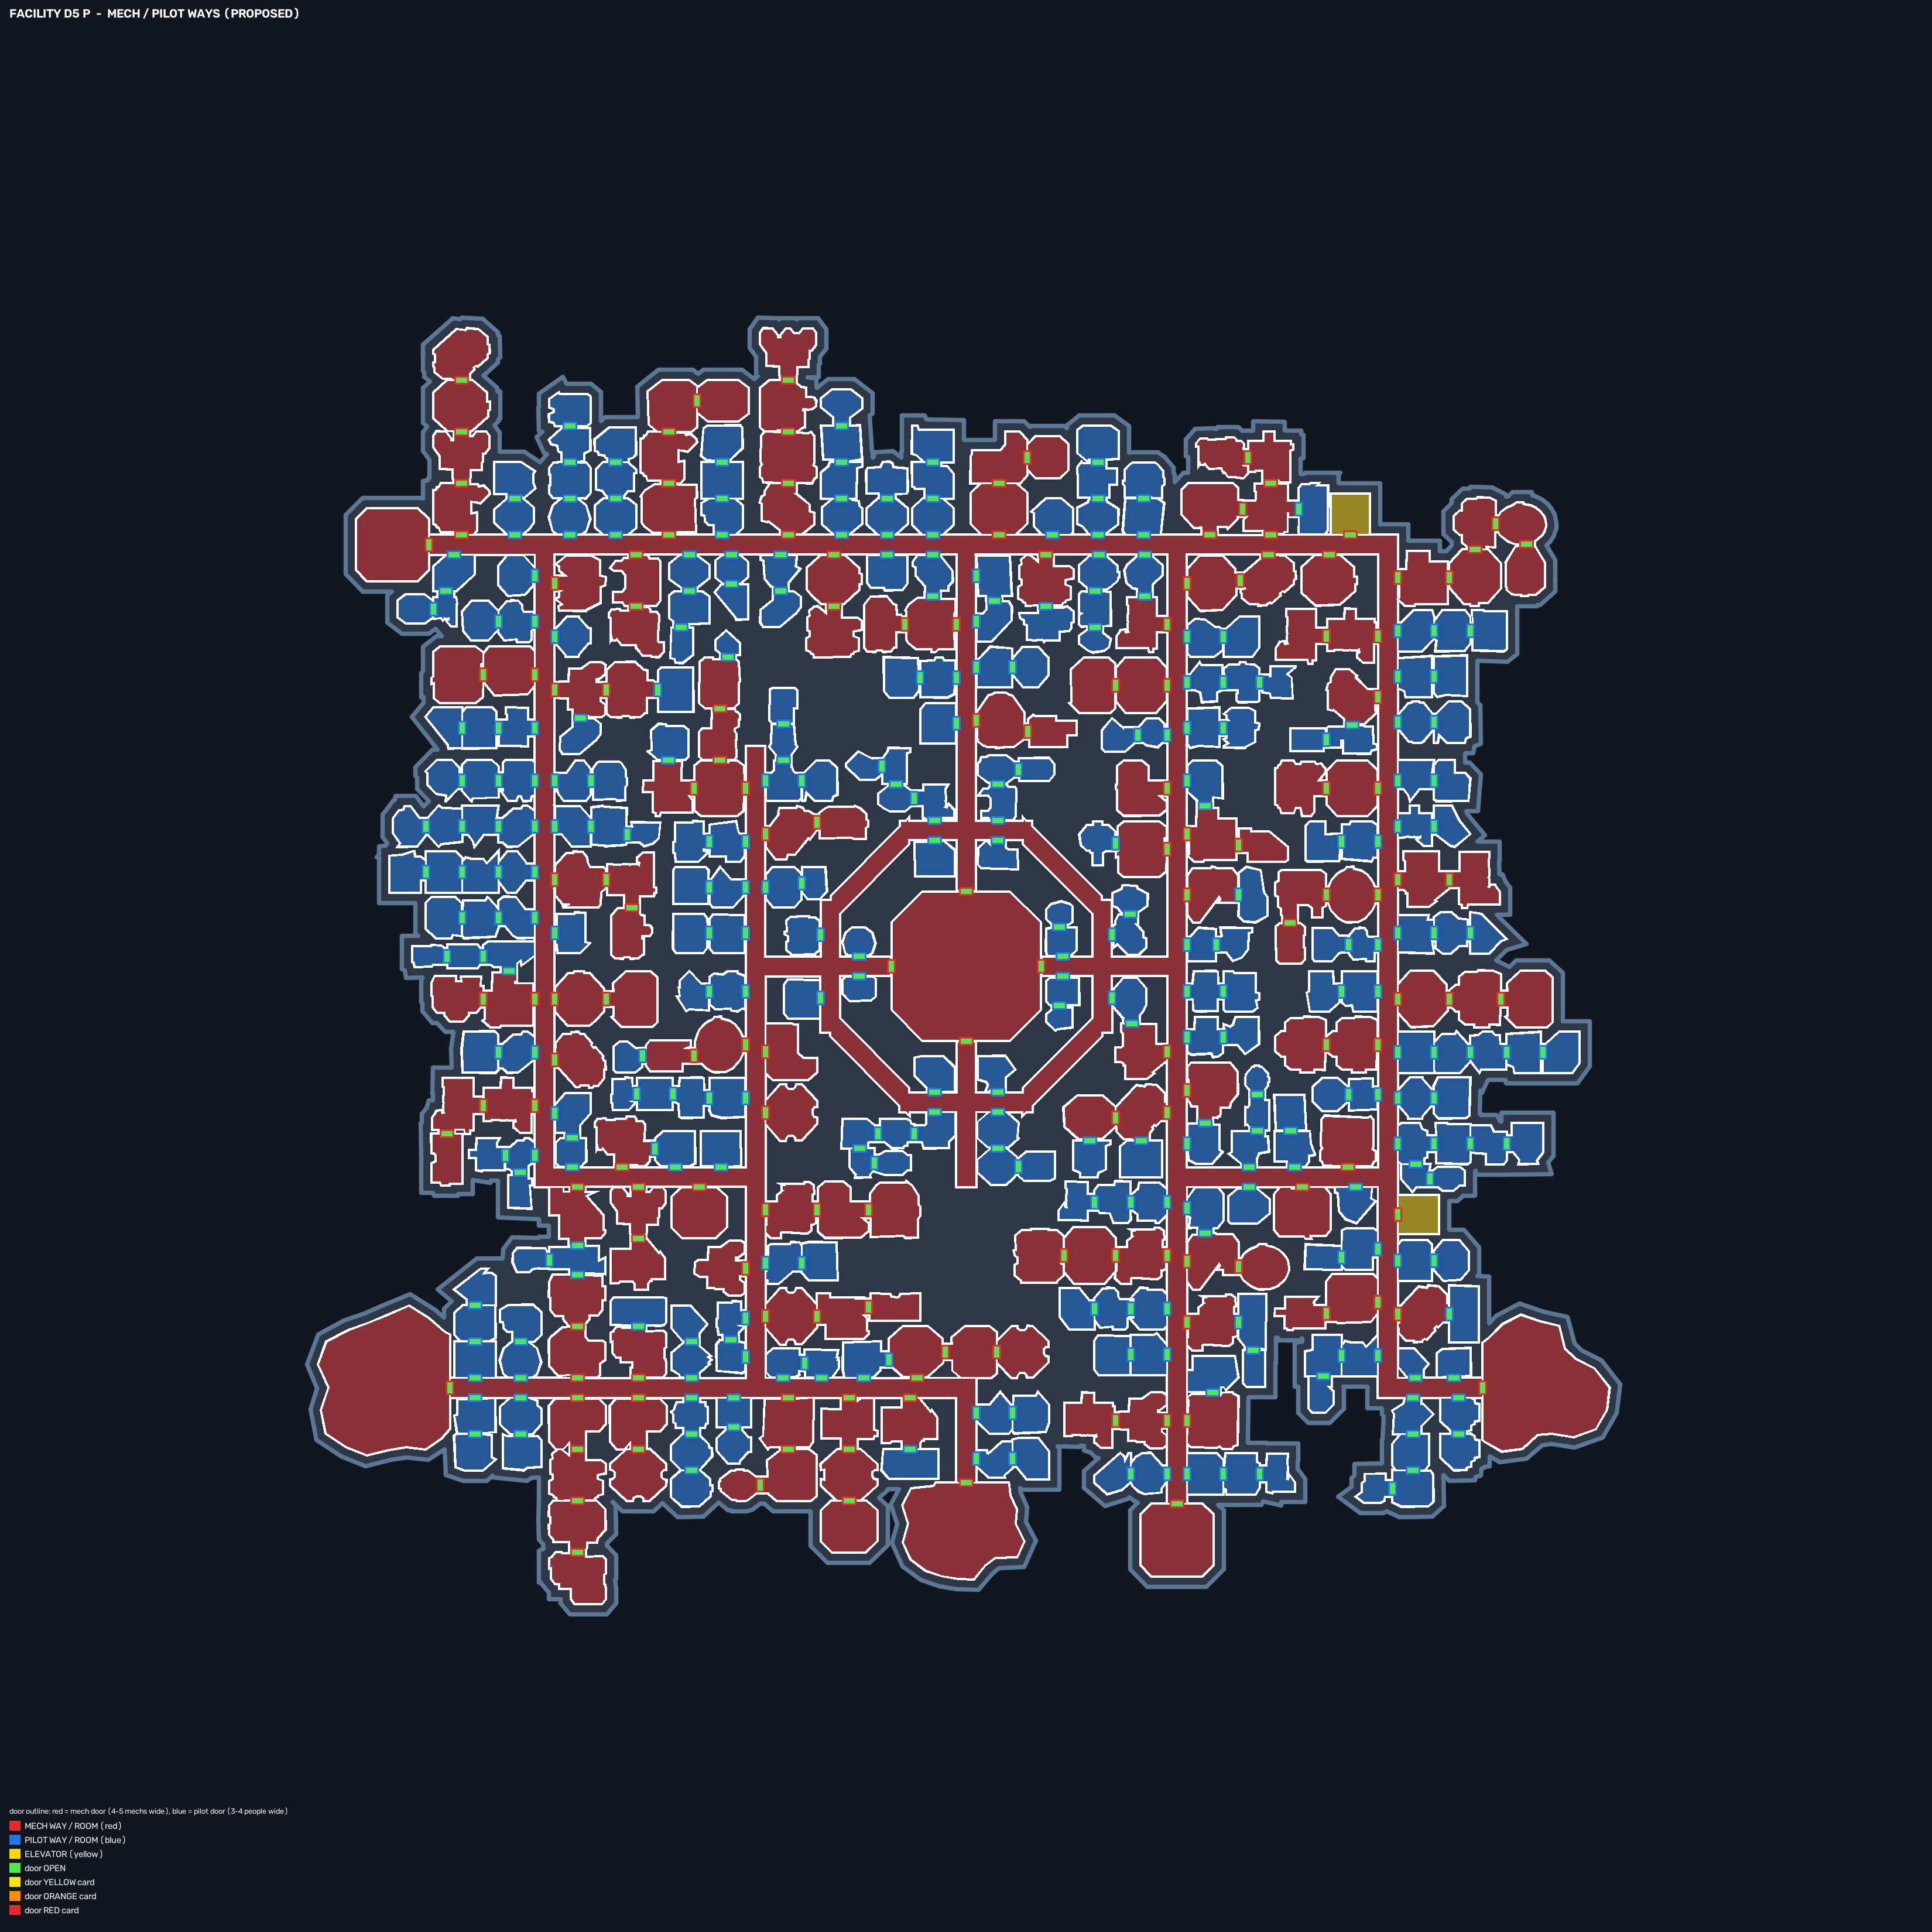 FACILITY D5 P - MECH / PILOT WAYS (PROPOSED)
door outline: red = mech door (4-5 mechs wide), blue = pilot door (3-4 people wide)
MECH WAY / ROOM (red)
PILOT WAY / ROOM (blue)
ELEVATOR (yellow)
door OPEN
door YELLOW card
door ORANGE card
door RED card